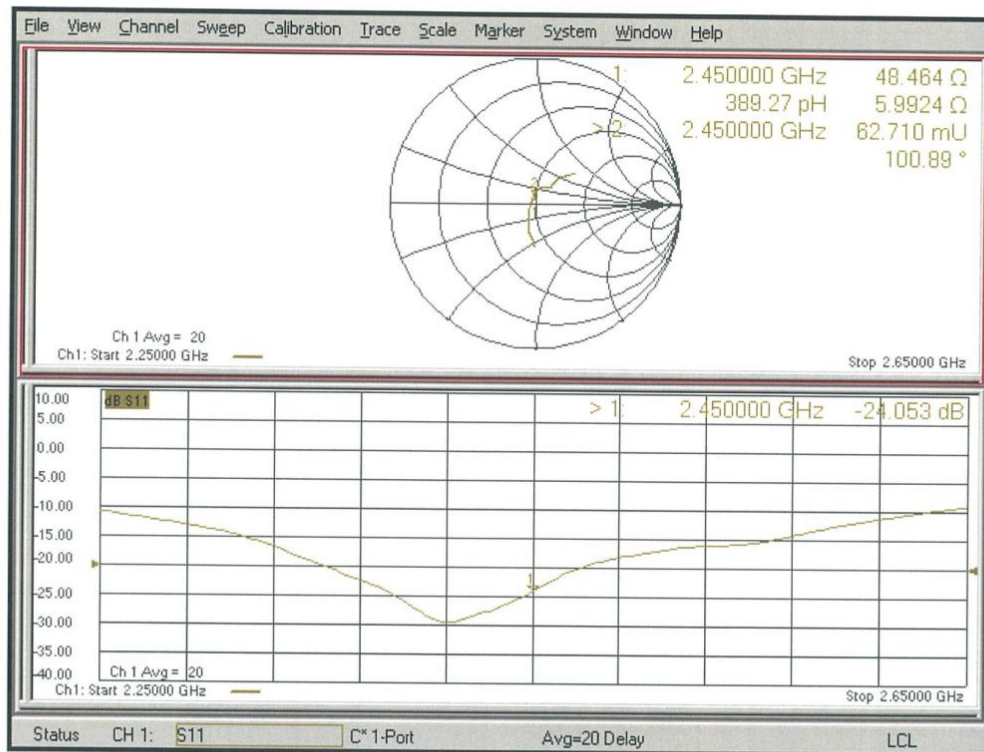 File View Channel Sweep Calibration Trace Scale Marker System Window Help
1: 2.450000 GHz 48.464 Ω
389.27 pH 5.9924 Ω
> 2: 2.450000 GHz 62.710 mU
100.89 °
2
Ch 1 Avg = 20
Ch1: Start 2.25000 GHz Stop 2.65000 GHz
10.00 dB S11 > 1: 2.450000 GHz -24.053 dB
5.00
0.00
-5.00
-10.00
-15.00
-20.00
-25.00 1
-30.00
-35.00
-40.00 Ch 1 Avg = 20
Ch1: Start 2.25000 GHz Stop 2.65000 GHz
Status CH 1: S11 C* 1-Port Avg=20 Delay LCL